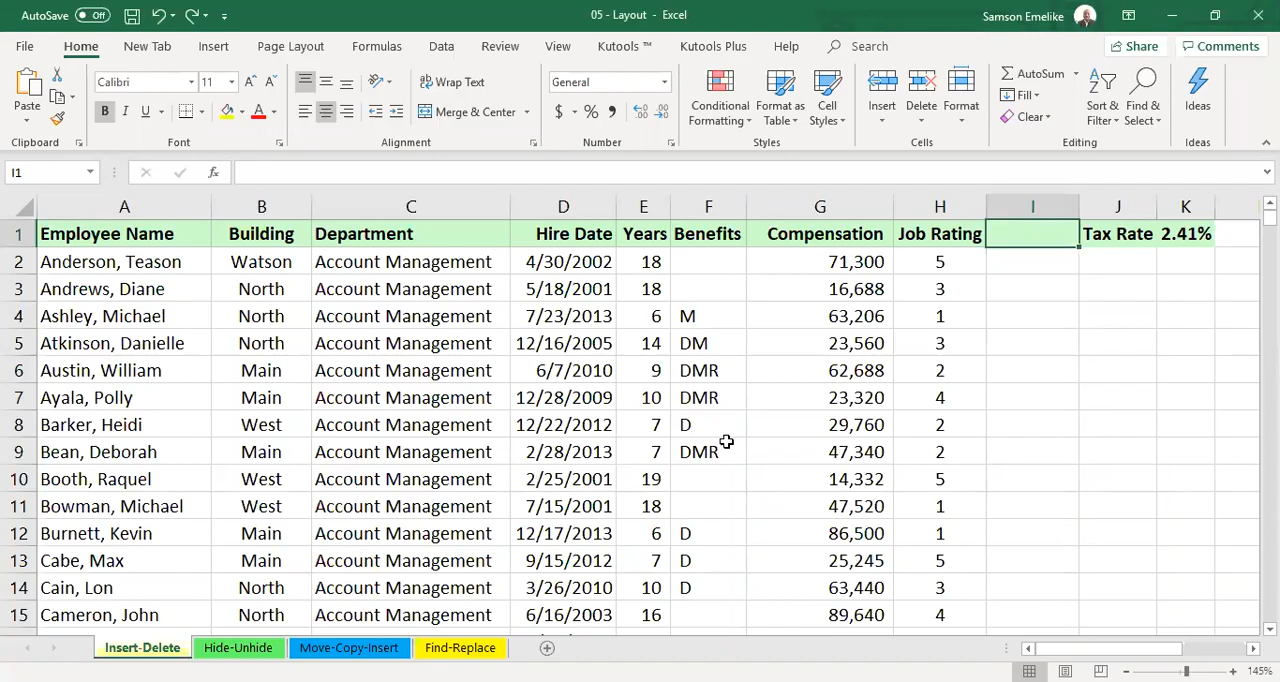 AutoSave Off 05 - Layout - Excel Samson Emelike
File Home New Tab Insert Page Layout Formulas Data Review View Kutools ™ Kutools Plus Help Search Share Comments
Paste Calibri 11 A A Wrap Text General Conditional Formatting Format as Table Cell Styles Insert Delete Format AutoSum Sort & Filter Find & Select Ideas
B I U A Merge & Center $ % Fill
Clear
Clipboard Font Alignment Number Styles Cells Editing Ideas
I1 fx
A B C D E F G H I J K
1 Employee Name Building Department Hire Date Years Benefits Compensation Job Rating Tax Rate 2.41%
2 Anderson, Teason Watson Account Management 4/30/2002 18 71,300 5
3 Andrews, Diane North Account Management 5/18/2001 18 16,688 3
4 Ashley, Michael North Account Management 7/23/2013 6 M 63,206 1
5 Atkinson, Danielle North Account Management 12/16/2005 14 DM 23,560 3
6 Austin, William Main Account Management 6/7/2010 9 DMR 62,688 2
7 Ayala, Polly Main Account Management 12/28/2009 10 DMR 23,320 4
8 Barker, Heidi West Account Management 12/22/2012 7 D 29,760 2
9 Bean, Deborah Main Account Management 2/28/2013 7 DMR 47,340 2
10 Booth, Raquel Main Account Management 2/25/2001 19 14,332 5
11 Bowman, Michael West Account Management 7/15/2001 18 47,520 1
12 Burnett, Kevin Main Account Management 12/17/2013 6 D 86,500 1
13 Cabe, Max Main Account Management 9/15/2012 7 D 25,245 5
14 Cain, Lon North Account Management 3/26/2010 10 D 63,440 3
15 Cameron, John North Account Management 6/16/2003 16 89,640 4
Insert-Delete Hide-Unhide Move-Copy-Insert Find-Replace
145%